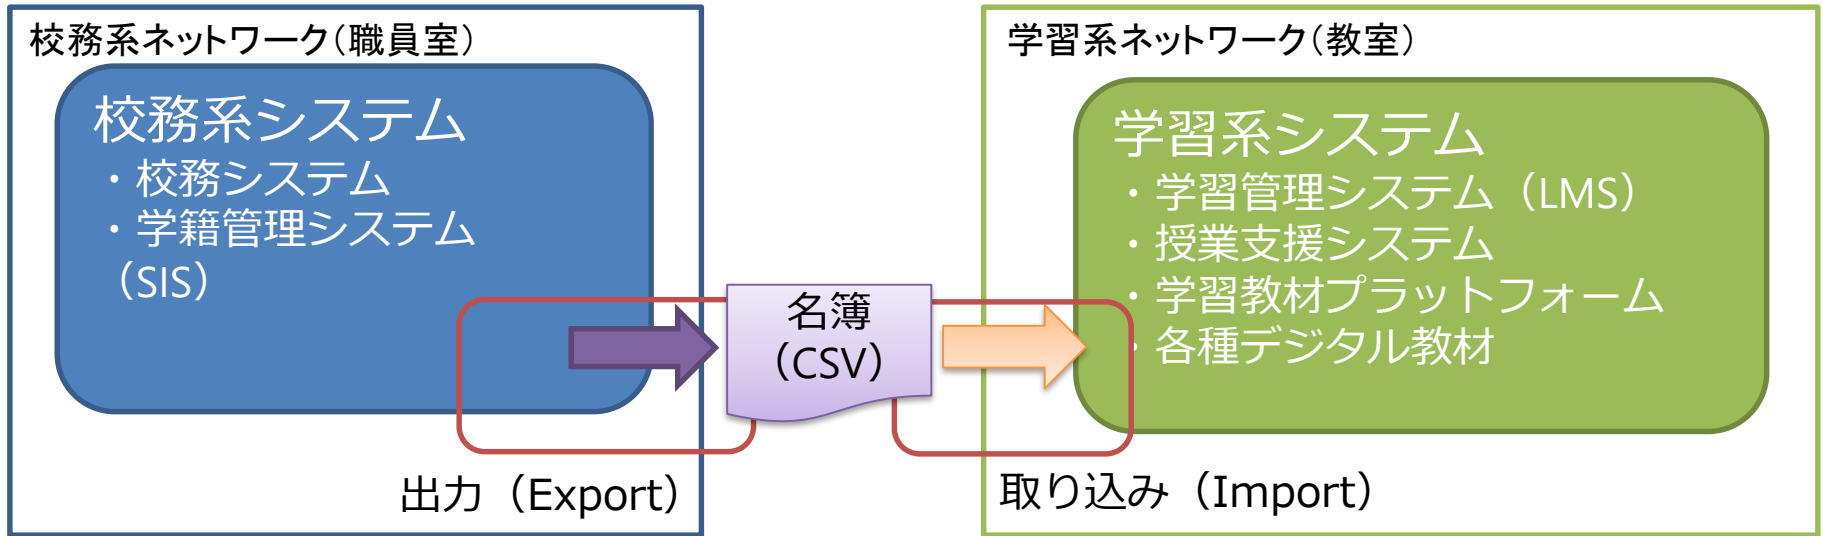 校務系ネットワーク（職員室）
校務系システム
・校務システム
・学籍管理システム
（SIS）
出力（Export）
名簿
（CSV）
学習系ネットワーク（教室）
学習系システム
・学習管理システム（LMS）
・授業支援システム
・学習教材プラットフォーム
・各種デジタル教材
取り込み（Import）